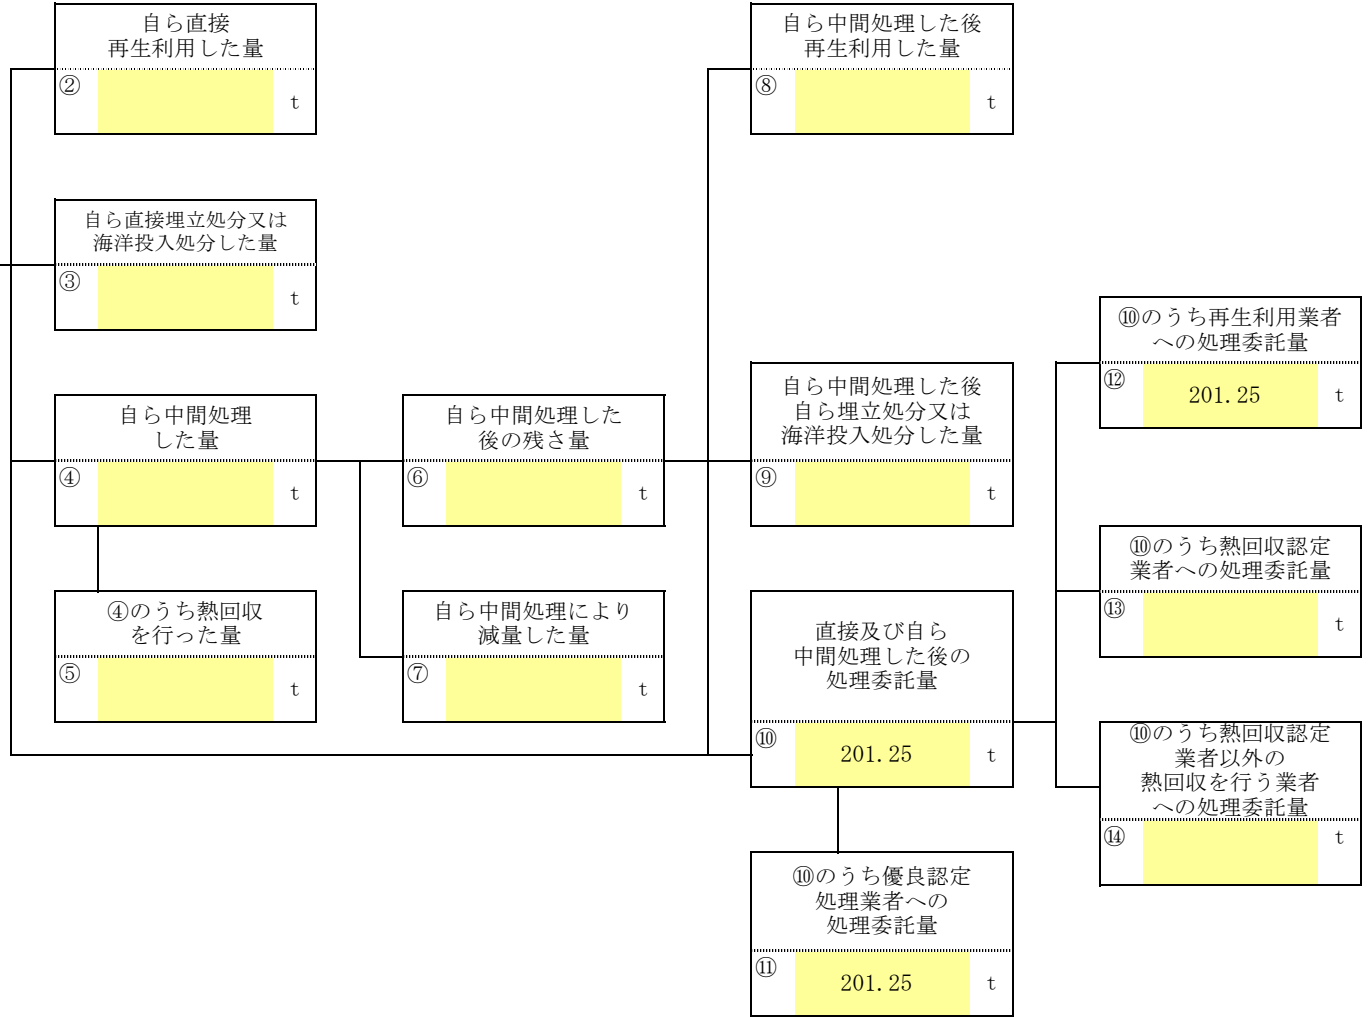 自ら直接
再生利用した量
②
t
自ら直接埋立処分又は
海洋投入処分した量
③
t
自ら中間処理
した量
④
t
④のうち熱回収
を行った量
⑤
t
自ら中間処理した
後の残さ量
⑥
t
自ら中間処理により
減量した量
⑦
t
自ら中間処理した後
再生利用した量
⑧
t
自ら中間処理した後
自ら埋立処分又は
海洋投入処分した量
⑨
t
直接及び自ら
中間処理した後の
処理委託量
⑩ 201.25 t
⑩のうち優良認定
処理業者への
処理委託量
⑪ 201.25 t
⑩のうち再生利用業者
への処理委託量
⑫ 201.25 t
⑩のうち熱回収認定
業者への処理委託量
⑬
t
⑩のうち熱回収認定
業者以外の
熱回収を行う業者
への処理委託量
⑭
t